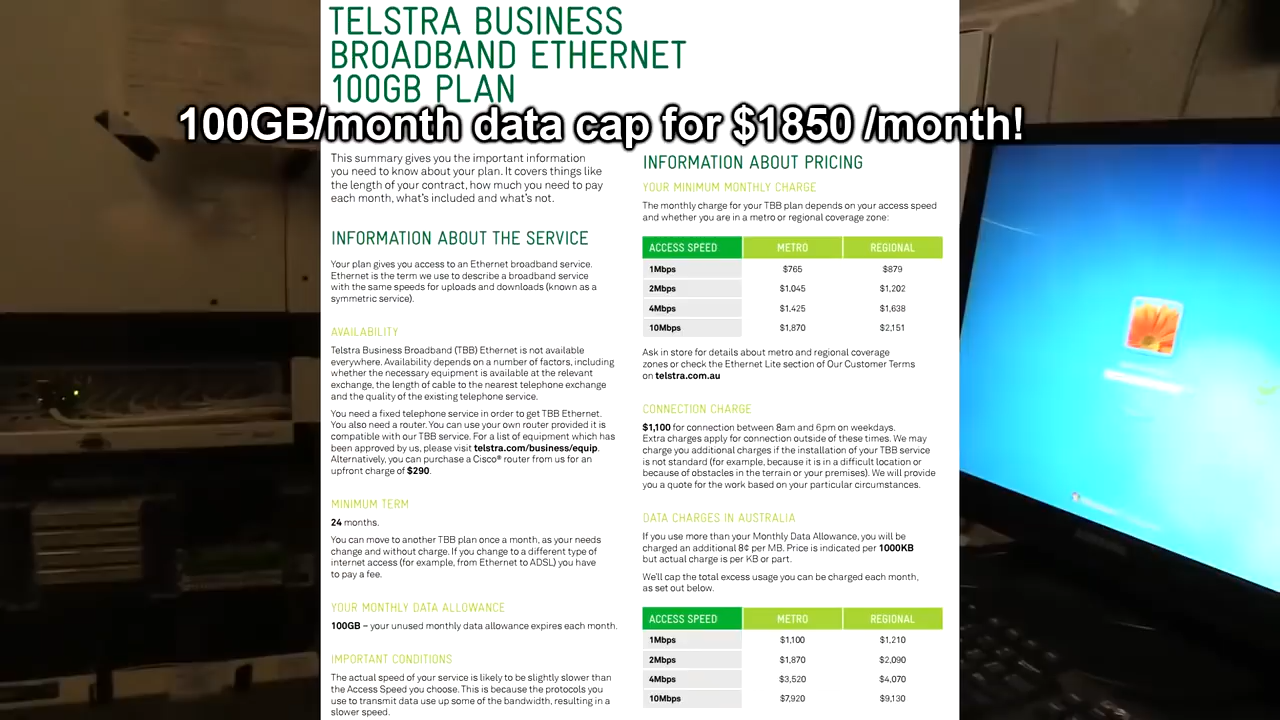 TELSTRA BUSINESS
BROADBAND ETHERNET
100GB PLAN
100GB/month data cap for $1850 /month!
This summary gives you the important information
you need to know about your plan. It covers things like
the length of your contract, how much you need to pay
each month, what's included and what's not.
INFORMATION ABOUT THE SERVICE
Your plan gives you access to an Ethernet broadband service.
Ethernet is the term we use to describe a broadband service
with the same speeds for uploads and downloads (known as a
symmetric service).
AVAILABILITY
Telstra Business Broadband (TBB) Ethernet is not available
everywhere. Availability depends on a number of factors, including
whether the necessary equipment is available at the relevant
exchange, the length of cable to the nearest telephone exchange
and the quality of the existing telephone service.
You need a fixed telephone service in order to get TBB Ethernet.
You also need a router. You can use your own router provided it is
compatible with our TBB service. For a list of equipment which has
been approved by us, please visit telstra.com/business/equip.
Alternatively, you can purchase a Cisco® router from us for an
upfront charge of $290.
MINIMUM TERM
24 months.
You can move to another TBB plan once a month, as your needs
change and without charge. If you change to a different type of
internet access (for example, from Ethernet to ADSL) you have
to pay a fee.
YOUR MONTHLY DATA ALLOWANCE
100GB – your unused monthly data allowance expires each month.
IMPORTANT CONDITIONS
The actual speed of your service is likely to be slightly slower than
the Access Speed you choose. This is because the protocols you
use to transmit data use up some of the bandwidth, resulting in a
slower speed.
INFORMATION ABOUT PRICING
YOUR MINIMUM MONTHLY CHARGE
The monthly charge for your TBB plan depends on your access speed
and whether you are in a metro or regional coverage zone:
ACCESS SPEED METRO REGIONAL
1Mbps $765 $879
2Mbps $1,045 $1,202
4Mbps $1,425 $1,638
10Mbps $1,870 $2,151
Ask in store for details about metro and regional coverage
zones or check the Ethernet Lite section of Our Customer Terms
on telstra.com.au
CONNECTION CHARGE
$1,100 for connection between 8am and 6pm on weekdays.
Extra charges apply for connection outside of these times. We may
charge you additional charges if the installation of your TBB service
is not standard (for example, because it is in a difficult location or
because of obstacles in the terrain or your premises). We will provide
you a quote for the work based on your particular circumstances.
DATA CHARGES IN AUSTRALIA
If you use more than your Monthly Data Allowance, you will be
charged an additional 8¢ per MB. Price is indicated per 1000KB
but actual charge is per KB or part.
We'll cap the total excess usage you can be charged each month,
as set out below.
ACCESS SPEED METRO REGIONAL
1Mbps $1,100 $1,210
2Mbps $1,870 $2,090
4Mbps $3,520 $4,070
10Mbps $7,920 $9,130